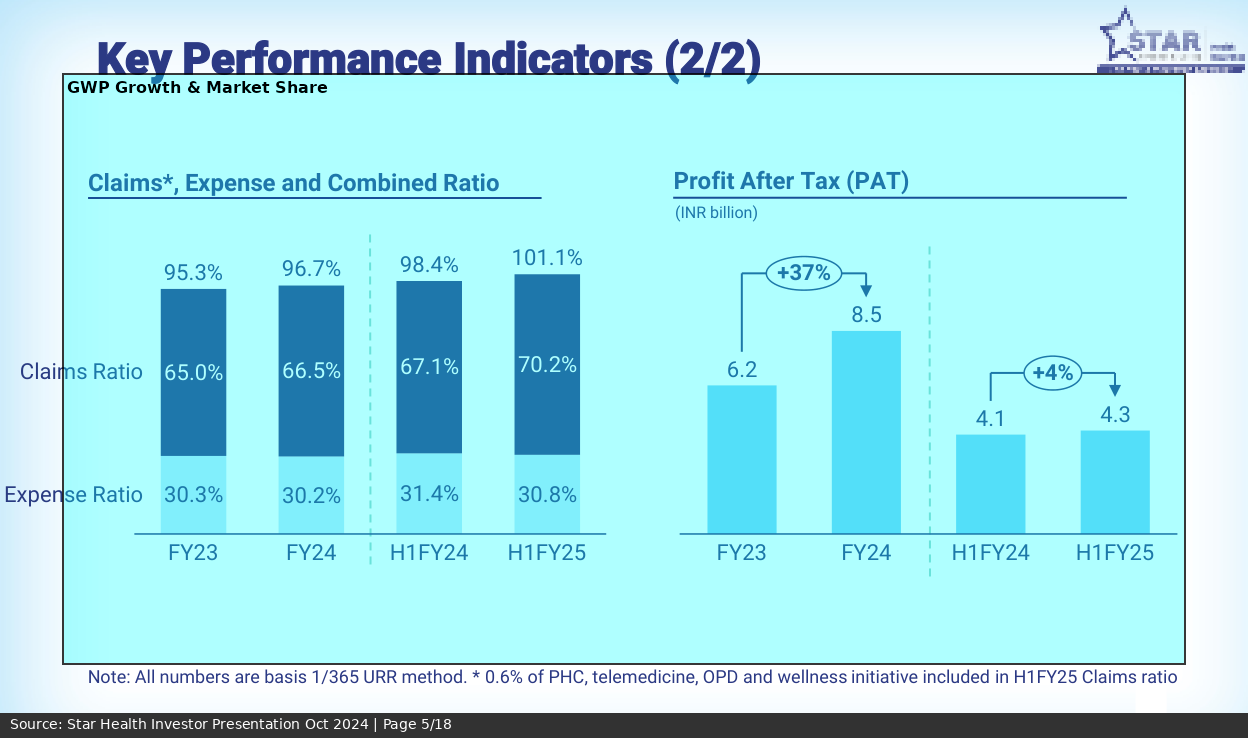 Key Performance Indicators (2/2)
STAR
GWP Growth & Market Share
Claims*, Expense and Combined Ratio
95.3% 96.7% 98.4% 101.1%
Claims Ratio 65.0% 66.5% 67.1% 70.2%
Expense Ratio 30.3% 30.2% 31.4% 30.8%
FY23 FY24 H1FY24 H1FY25
Profit After Tax (PAT)
(INR billion)
+37%
6.2 8.5
+4%
4.1 4.3
FY23 FY24 H1FY24 H1FY25
Note: All numbers are basis 1/365 URR method. * 0.6% of PHC, telemedicine, OPD and wellness initiative included in H1FY25 Claims ratio
Source: Star Health Investor Presentation Oct 2024 | Page 5/18